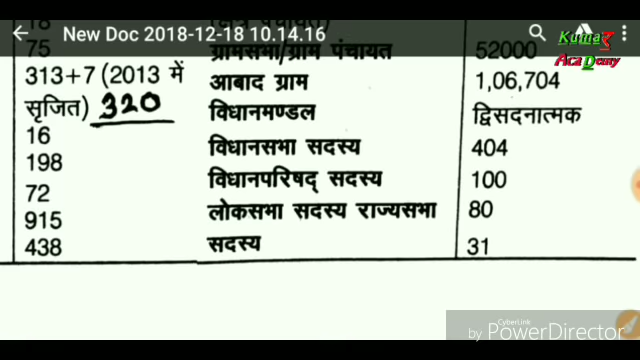 18 क्षेत्र पंचायत)
New Doc 2018-12-18 10.14.16
Kumar Academy
75 ग्रामसभा/ग्राम पंचायत 52000
313+7 (2013 में आबाद ग्राम 1,06,704
सृजित) 320 विधानमण्डल द्विसदनात्मक
16 विधानसभा सदस्य 404
198 विधानपरिषद् सदस्य 100
72 लोकसभा सदस्य राज्यसभा 80
915 सदस्य 31
438
CyberLink
by PowerDirector